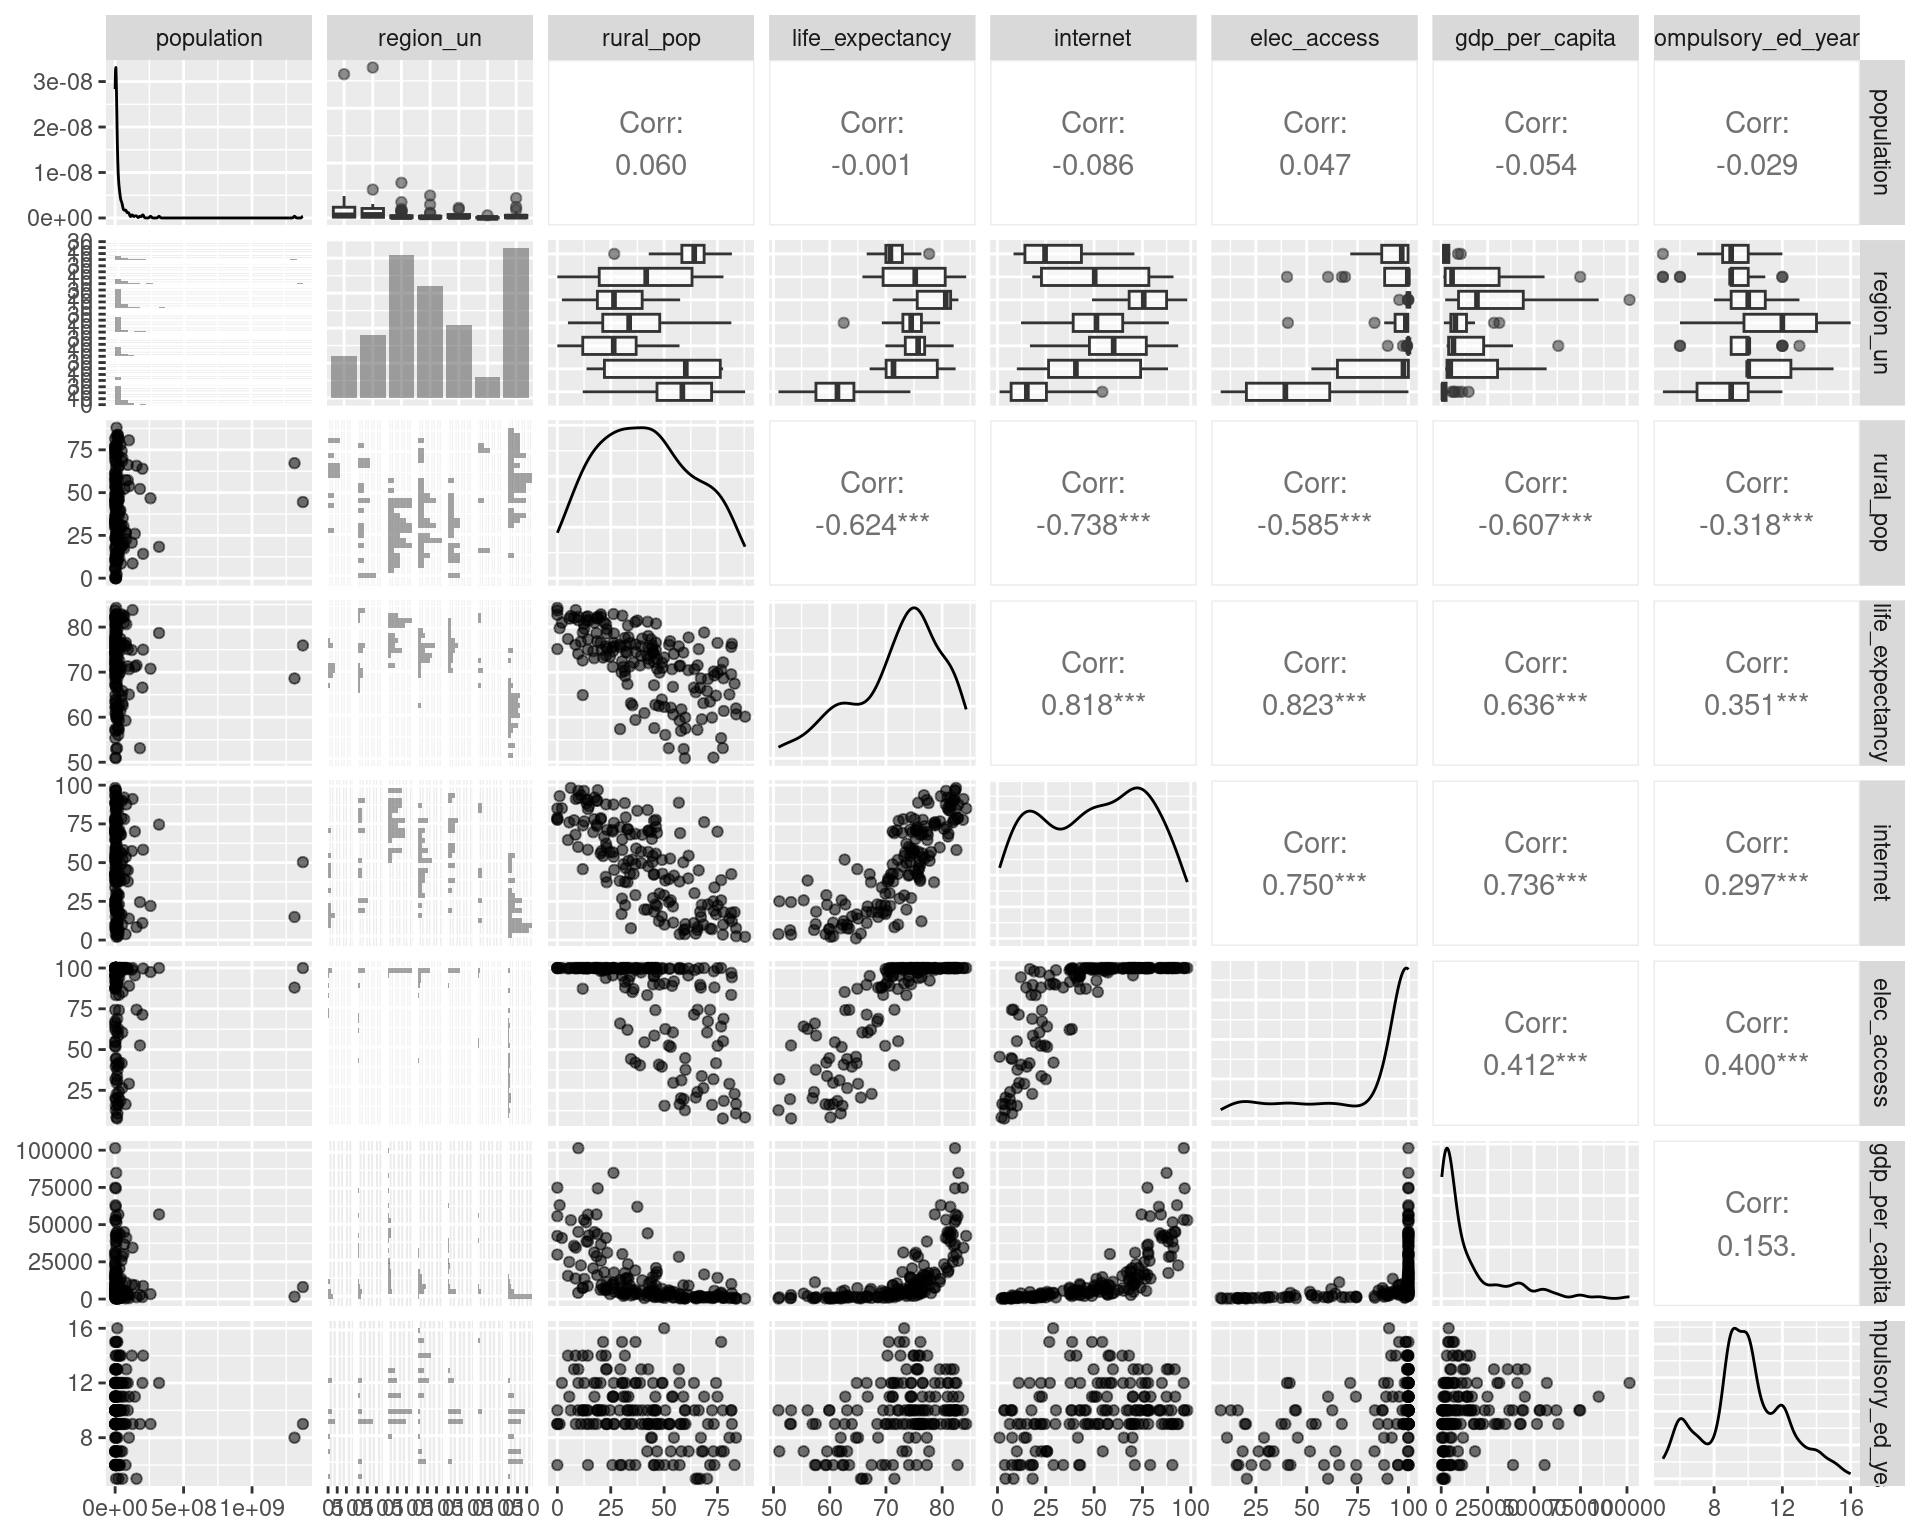 population region_un rural_pop life_expectancy internet elec_access gdp_per_capita ompulsory_ed_year
3e-08
2e-08
1e-08
0e+00
Corr:
0.060
Corr:
-0.001
Corr:
-0.086
Corr:
0.047
Corr:
-0.054
Corr:
-0.029
population
region_un
75
50
25
0
Corr:
-0.624***
Corr:
-0.738***
Corr:
-0.585***
Corr:
-0.607***
Corr:
-0.318***
rural_pop
80
70
60
50
Corr:
0.818***
Corr:
0.823***
Corr:
0.636***
Corr:
0.351***
life_expectancy
100
75
50
25
0
Corr:
0.750***
Corr:
0.736***
Corr:
0.297***
internet
100
75
50
25
Corr:
0.412***
Corr:
0.400***
elec_access
100000
75000
50000
25000
0
Corr:
0.153.
gdp_per_capita
16
12
8
mpulsory_ed_yea
0e+00 5e+08 1e+09
0 25 50 75
50 60 70 80
0 25 50 75 100
25 50 75 100
0 25000 50000 75000 100000
8 12 16